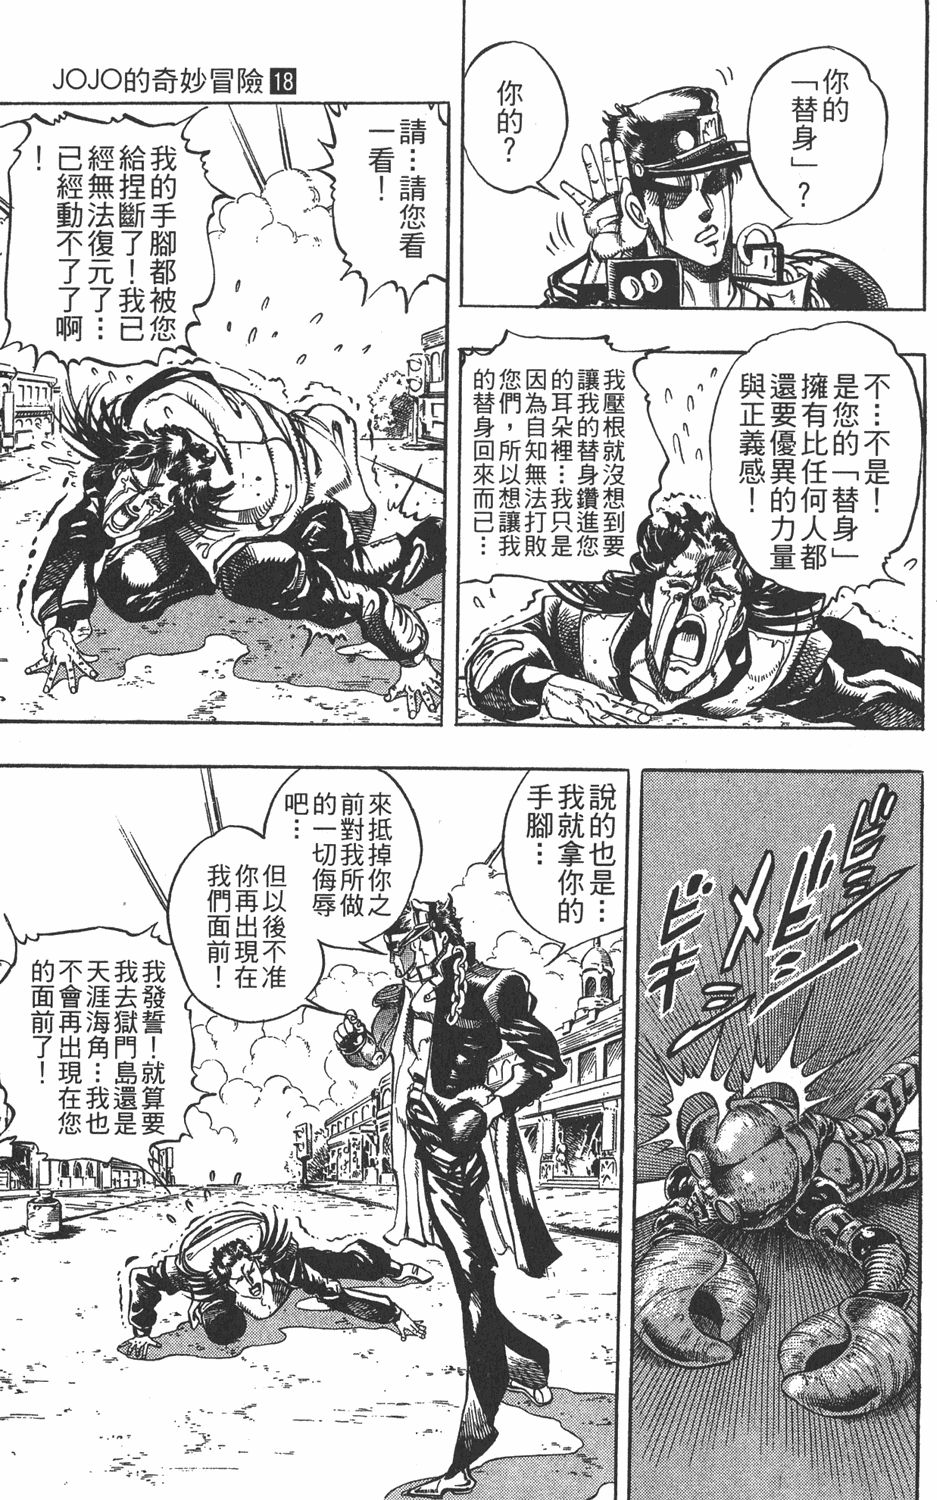 JOJO的奇妙冒險18
你的
「替身」?
你的?
不…不是!
是您的「替身」
擁有比任何人都
還要優異的力量
與正義感!
我壓根就沒想到要
讓我的替身鑽進您
的耳朵裡…我只是
因為自知無法打敗
您們,所以想讓我
的替身回來而已…
請…請您看
一看!
我的手腳都被您
給捏斷了!我已
經無法復元了…
已經動不了了啊
!
ビキ
メ
ビシ
ビシ
說的也是…
我就拿你的
手腳…
來抵掉你之
前對我所做
的一切侮辱
吧…
但以後不准
你再出現在
我們面前!
我發誓!就算要
我去獄門島還是
天涯海角…我也
不會再出現在您
的面前了!